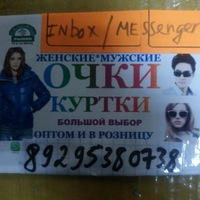 INBOX/MESSenger
ЖЕНСКИЕ*МУЖСКИЕ
ОЧКИ
КУРТКИ
БОЛЬШОЙ ВЫБОР
ОПТОМ И В РОЗНИЦУ
89295380738